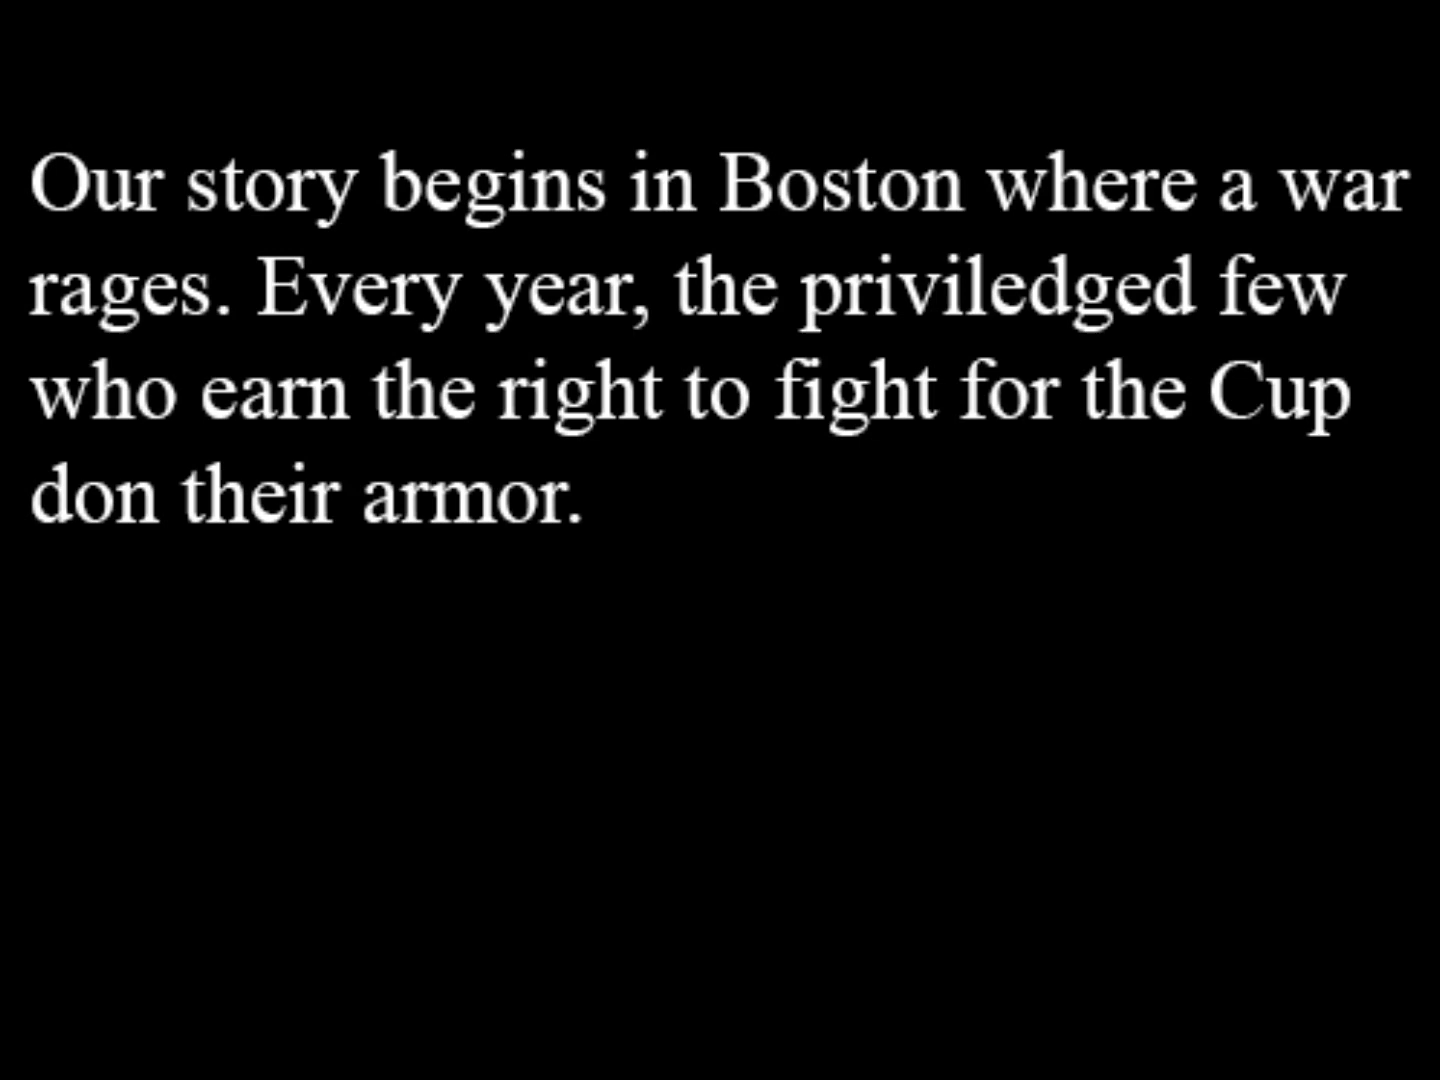 Our story begins in Boston where a war
rages. Every year, the priviledged few
who earn the right to fight for the Cup
don their armor.